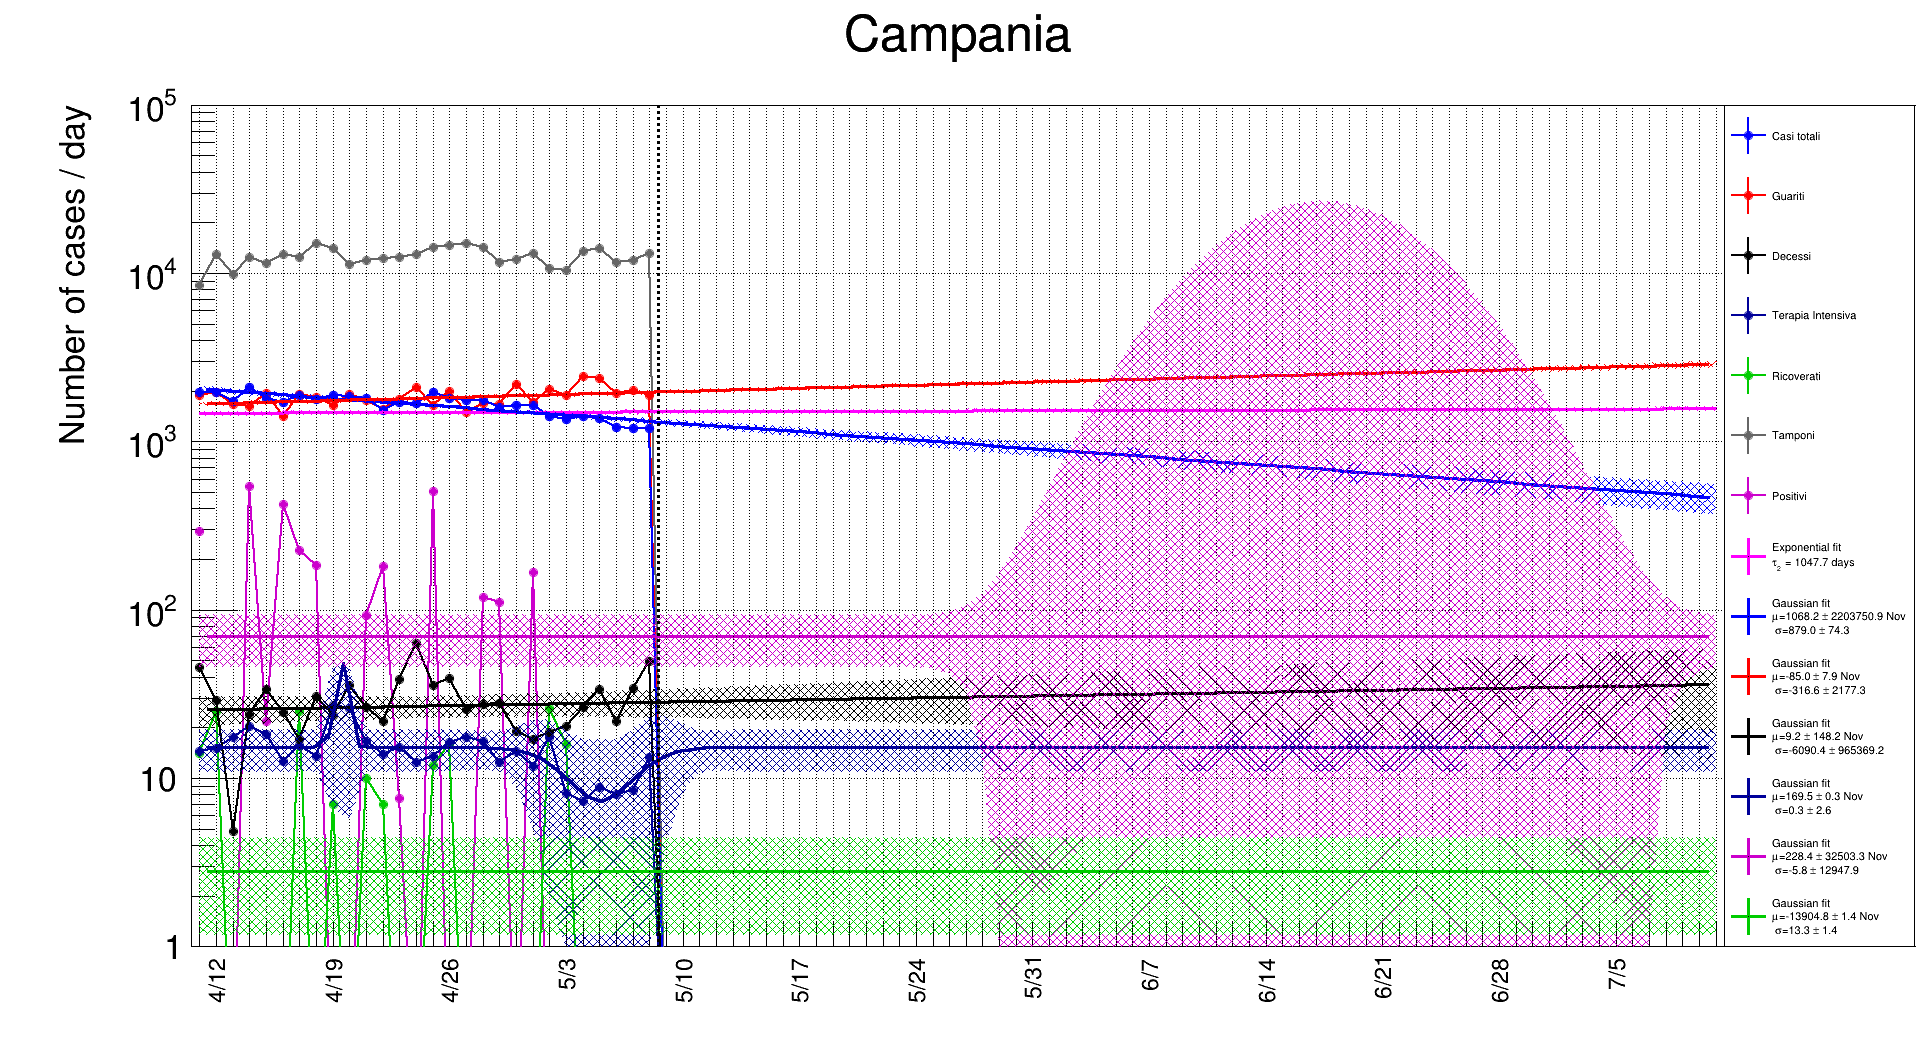 Campania
Number of cases / day
10^5
10^4
10^3
10^2
10
1
4/12
4/19
4/26
5/3
5/10
5/17
5/24
5/31
6/7
6/14
6/21
6/28
7/5
Casi totali
Guariti
Decessi
Terapia Intensiva
Ricoverati
Tamponi
Positivi
Exponential fit
τ₂ = 1047.7 days
Gaussian fit
μ=1068.2 ± 2203750.9 Nov
σ=879.0 ± 74.3
Gaussian fit
μ=-85.0 ± 7.9 Nov
σ=-316.6 ± 2177.3
Gaussian fit
μ=9.2 ± 148.2 Nov
σ=-6090.4 ± 965369.2
Gaussian fit
μ=169.5 ± 0.3 Nov
σ=0.3 ± 2.6
Gaussian fit
μ=228.4 ± 32503.3 Nov
σ=-5.8 ± 12947.9
Gaussian fit
μ=-13904.8 ± 1.4 Nov
σ=13.3 ± 1.4